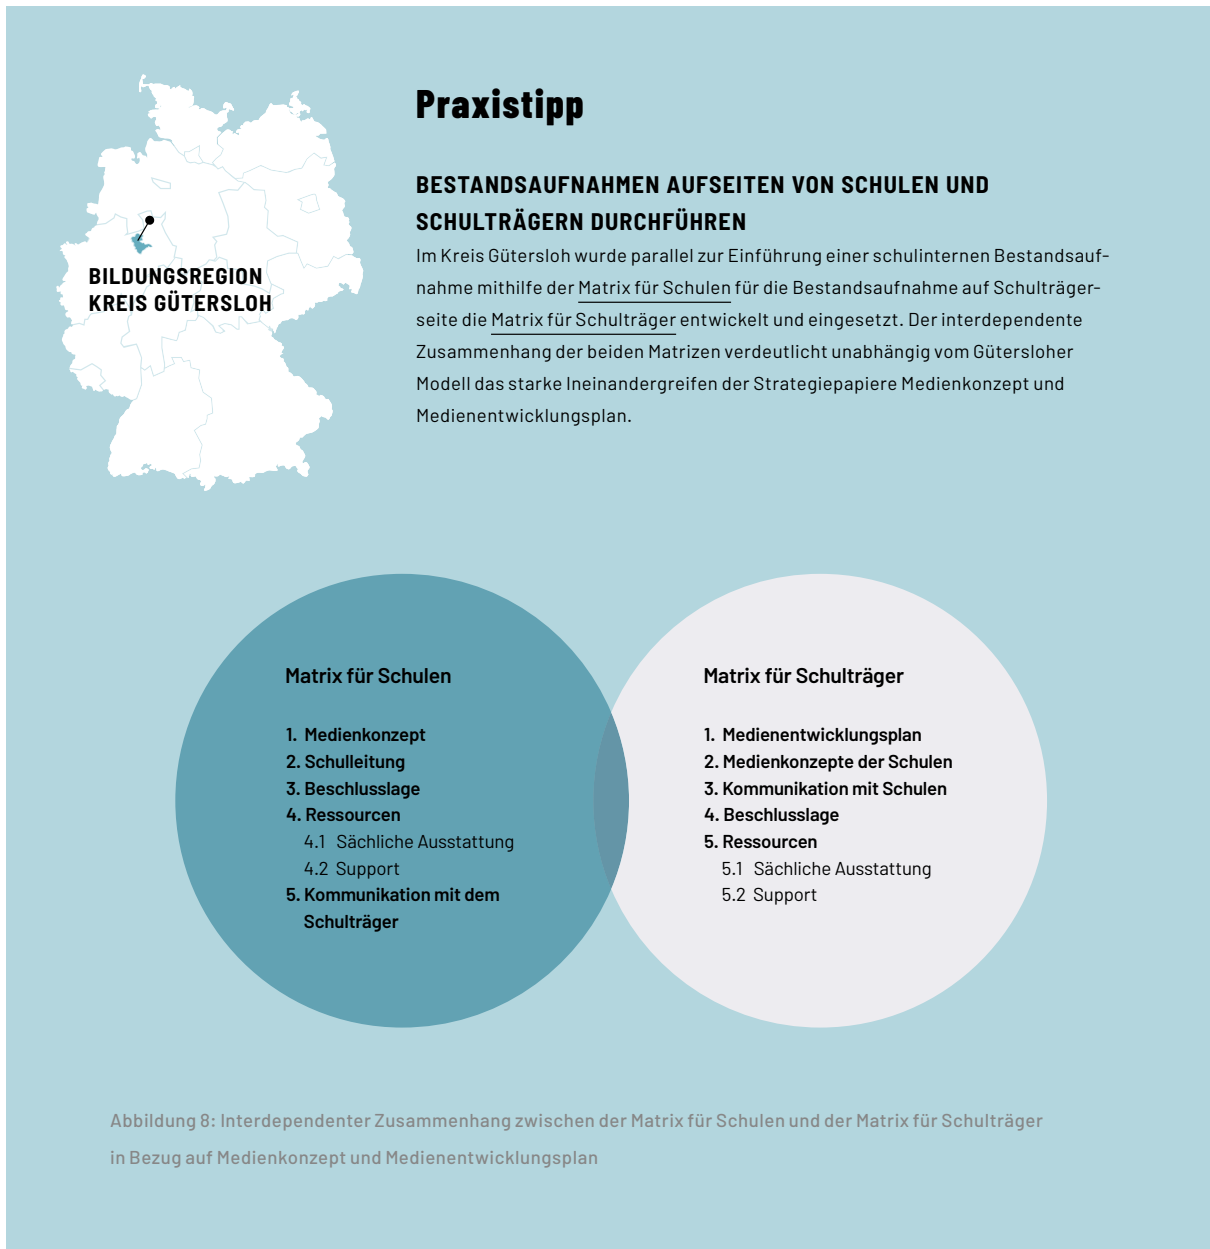 Praxistipp
BESTANDSAUFNAHMEN AUFSEITEN VON SCHULEN UND
SCHULTRÄGERN DURCHFÜHREN
Im Kreis Gütersloh wurde parallel zur Einführung einer schulinternen Bestandsauf-
nahme mithilfe der Matrix für Schulen für die Bestandsaufnahme auf Schulträger-
seite die Matrix für Schulträger entwickelt und eingesetzt. Der interdependente
Zusammenhang der beiden Matrizen verdeutlicht unabhängig vom Gütersloher
Modell das starke Ineinandergreifen der Strategiepapiere Medienkonzept und
Medienentwicklungsplan.
BILDUNGSREGION
KREIS GÜTERSLOH
Matrix für Schulen
1. Medienkonzept
2. Schulleitung
3. Beschlusslage
4. Ressourcen
4.1 Sächliche Ausstattung
4.2 Support
5. Kommunikation mit dem
Schulträger
Matrix für Schulträger
1. Medienentwicklungsplan
2. Medienkonzepte der Schulen
3. Kommunikation mit Schulen
4. Beschlusslage
5. Ressourcen
5.1 Sächliche Ausstattung
5.2 Support
Abbildung 8: Interdependenter Zusammenhang zwischen der Matrix für Schulen und der Matrix für Schulträger
in Bezug auf Medienkonzept und Medienentwicklungsplan